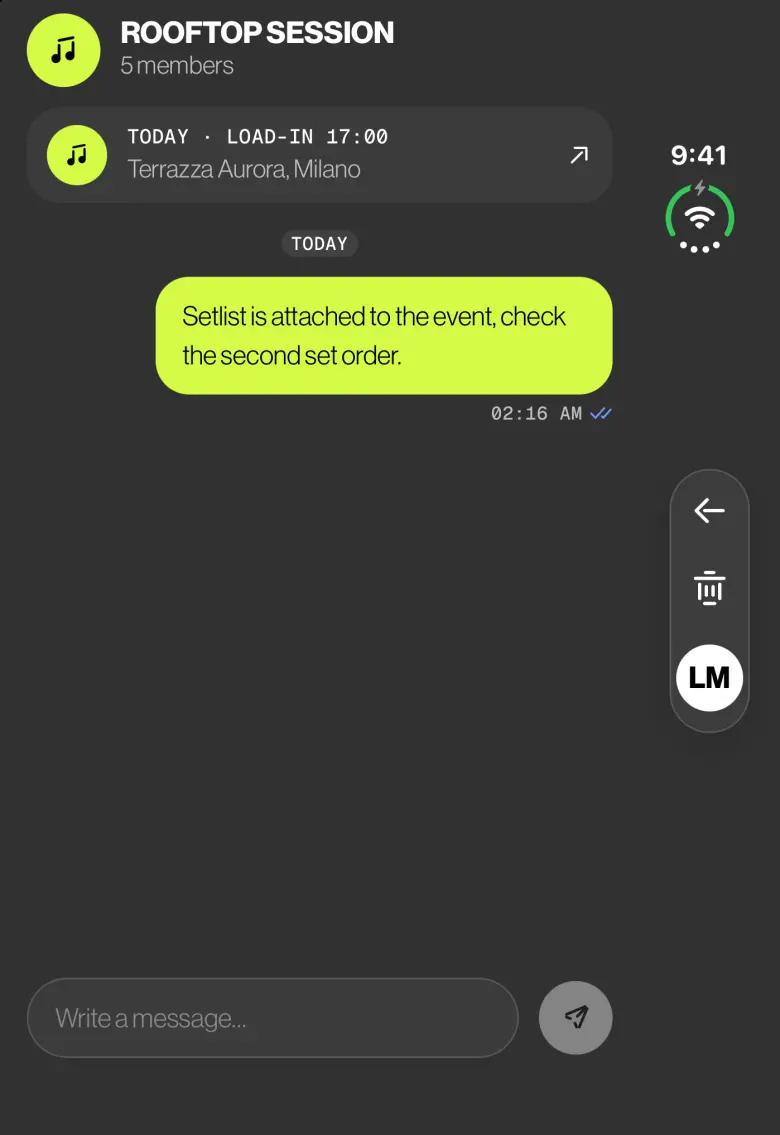 ROOFTOP SESSION
5 members
TODAY · LOAD-IN 17:00
Terrazza Aurora, Milano
9:41
TODAY
Setlist is attached to the event, check
the second set order.
02:16 AM
LM
Write a message...